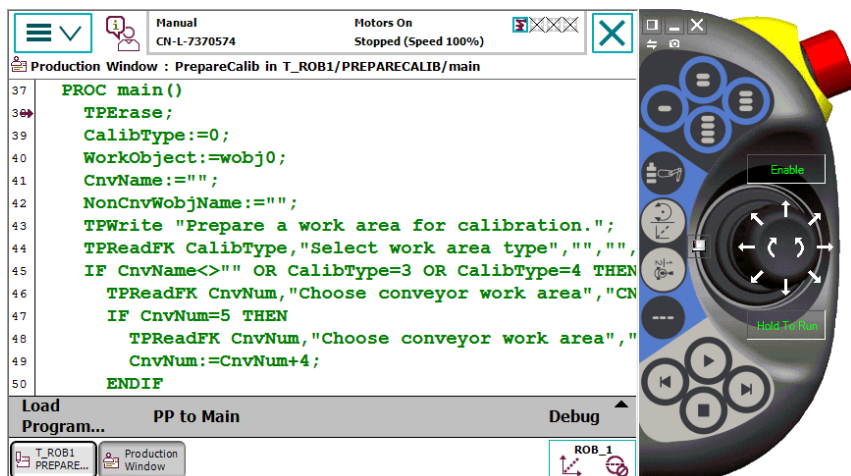 Manual
CN-L-7370574
Motors On
Stopped (Speed 100%)
Production Window : PrepareCalib in T_ROB1/PREPARECALIB/main
37 PROC main()
38 TPErase;
39 CalibType:=0;
40 WorkObject:=wobj0;
41 CnvName:="";
42 NonCnvWobjName:="";
43 TPWrite "Prepare a work area for calibration.";
44 TPReadFK CalibType,"Select work area type","","",
45 IF CnvName<>"" OR CalibType=3 OR CalibType=4 THEN
46 TPReadFK CnvNum,"Choose conveyor work area","CN
47 IF CnvNum=5 THEN
48 TPReadFK CnvNum,"Choose conveyor work area","
49 CnvNum:=CnvNum+4;
50 ENDIF
Load Program...
PP to Main
Debug
T_ROB1
PREPARE...
Production
Window
ROB_1
Enable
Hold To Run